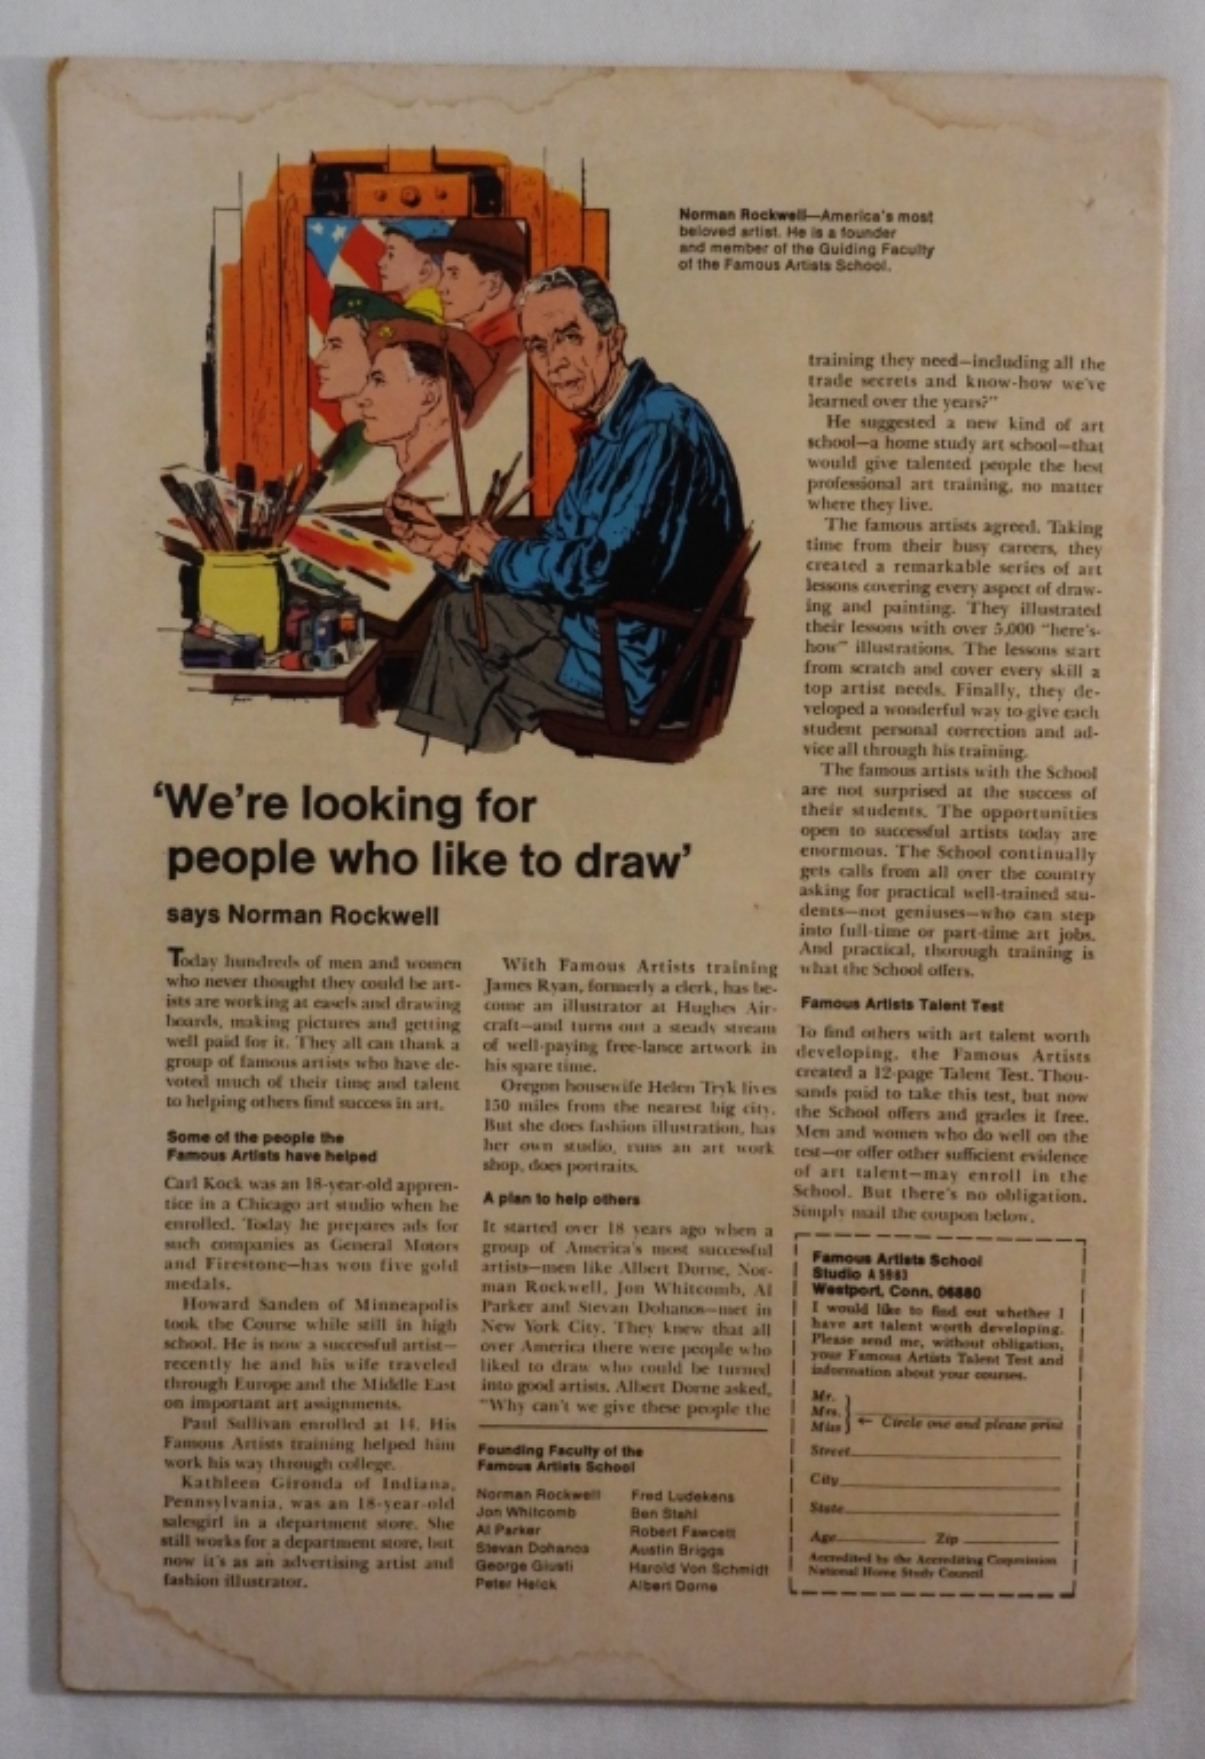 Norman Rockwell—America's most
beloved artist. He is a founder
and member of the Guiding Faculty
of the Famous Artists School.
'We're looking for
people who like to draw'
says Norman Rockwell
Today hundreds of men and women
who never thought they could be art-
ists are working at easels and drawing
boards, making pictures and getting
well paid for it. They all can thank a
group of famous artists who have de-
voted much of their time and talent
to helping others find success in art.
Some of the people the
Famous Artists have helped
Carl Kock was an 18-year-old appren-
tice in a Chicago art studio when he
enrolled. Today he prepares ads for
such companies as General Motors
and Firestone—has won five gold
medals.
Howard Sanden of Minneapolis
took the Course while still in high
school. He is now a successful artist—
recently he and his wife traveled
through Europe and the Middle East
on important art assignments.
Paul Sullivan enrolled at 14. His
Famous Artists training helped him
work his way through college.
Kathleen Gironda of Indiana,
Pennsylvania, was an 18-year-old
salesgirl in a department store. She
still works for a department store, but
now it's as an advertising artist and
fashion illustrator.
With Famous Artists training
James Ryan, formerly a clerk, has be-
come an illustrator at Hughes Air-
craft—and turns out a steady stream
of well-paying free-lance artwork in
his spare time.
Oregon housewife Helen Tryk lives
150 miles from the nearest big city.
But she does fashion illustration, has
her own studio, runs an art work
shop, does portraits.
A plan to help others
It started over 18 years ago when a
group of America's most successful
artists—men like Albert Dorne, Nor-
man Rockwell, Jon Whitcomb, Al
Parker and Stevan Dohanos—met in
New York City. They knew that all
over America there were people who
liked to draw who could be turned
into good artists. Albert Dorne asked,
"Why can't we give these people the
training they need—including all the
trade secrets and know-how we've
learned over the years?"
He suggested a new kind of art
school—a home study art school—that
would give talented people the best
professional art training, no matter
where they live.
The famous artists agreed. Taking
time from their busy careers, they
created a remarkable series of art
lessons covering every aspect of draw-
ing and painting. They illustrated
their lessons with over 5,000 "here's-
how" illustrations. The lessons start
from scratch and cover every skill a
top artist needs. Finally, they de-
veloped a wonderful way to give each
student personal correction and ad-
vice all through his training.
The famous artists with the School
are not surprised at the success of
their students. The opportunities
open to successful artists today are
enormous. The School continually
gets calls from all over the country
asking for practical well-trained stu-
dents—not geniuses—who can step
into full-time or part-time art jobs.
And practical, thorough training is
what the School offers.
Famous Artists Talent Test
To find others with art talent worth
developing, the Famous Artists
created a 12-page Talent Test. Thou-
sands paid to take this test, but now
the School offers and grades it free.
Men and women who do well on the
test—or offer other sufficient evidence
of art talent—may enroll in the
School. But there's no obligation.
Simply mail the coupon below.
Founding Faculty of the
Famous Artists School
Norman Rockwell
Jon Whitcomb
Al Parker
Stevan Dohanos
George Giusti
Peter Helck
Fred Ludekens
Ben Stahl
Robert Fawcett
Austin Briggs
Harold Von Schmidt
Albert Dorne
Famous Artists School
Studio A 5983
Westport, Conn. 06880
I would like to find out whether I
have art talent worth developing.
Please send me, without obligation,
your Famous Artists Talent Test and
information about your courses.
Mr.
Mrs.
Miss
← Circle one and please print
Street
City
State
Age Zip
Accredited by the Accrediting Commission
National Home Study Council